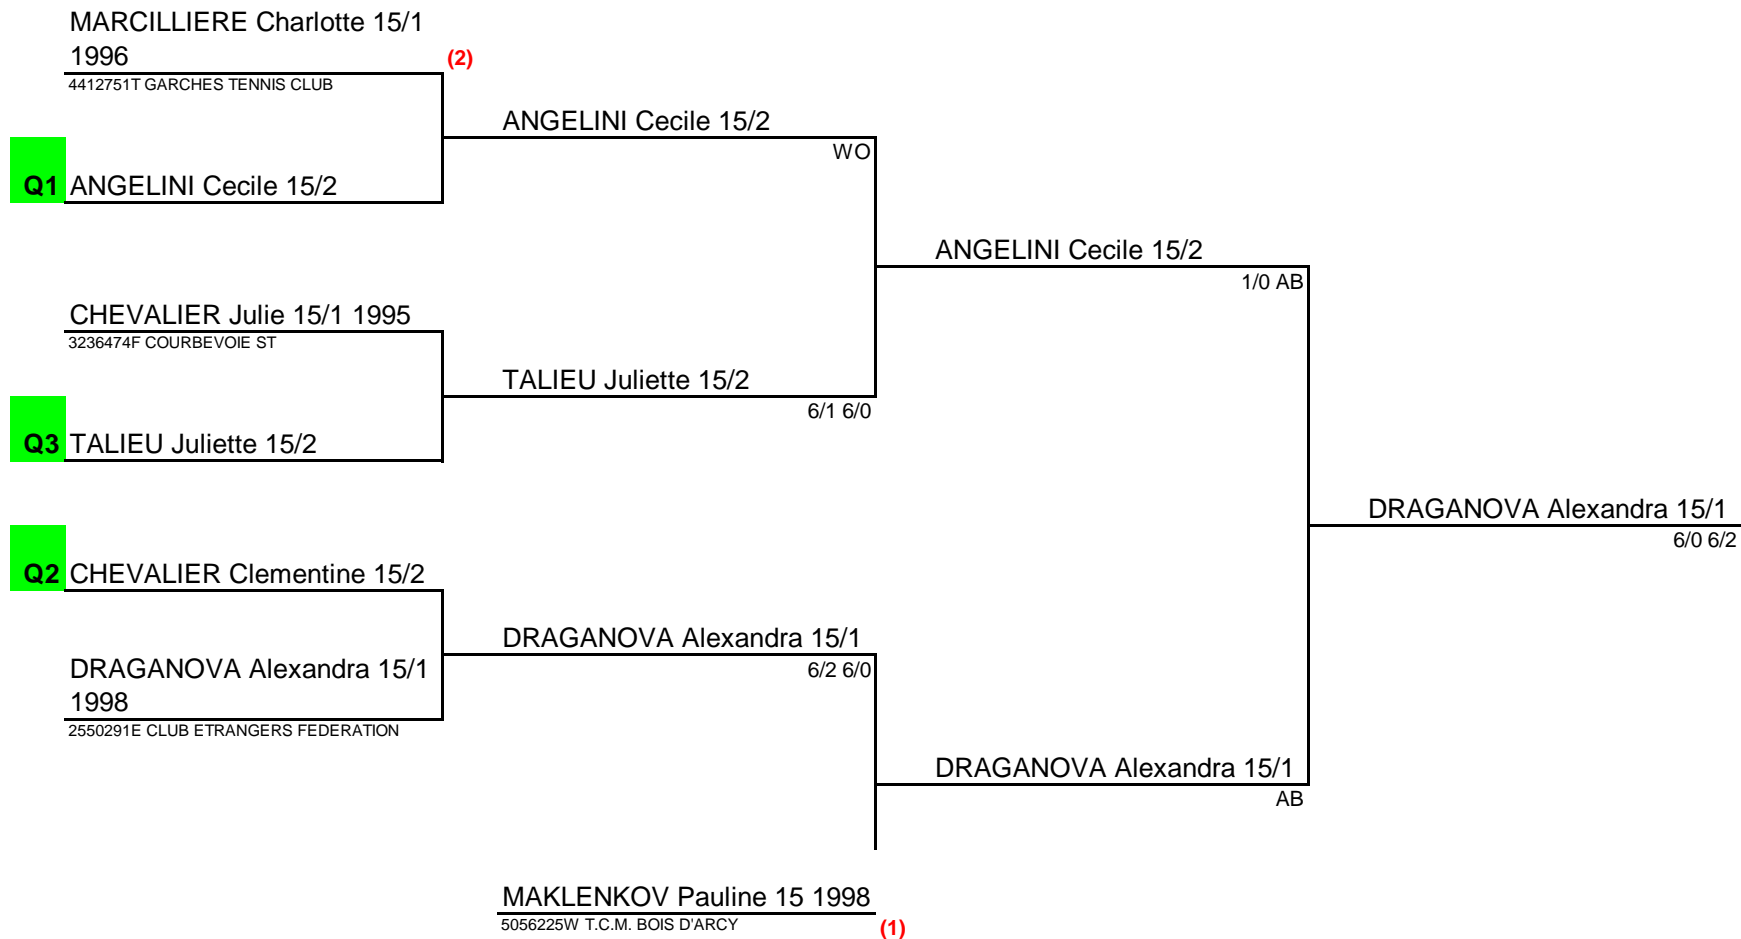 MARCILLIERE Charlotte 15/1
1996
(2)
4412751T GARCHES TENNIS CLUB
ANGELINI Cecile 15/2
WO
Q1 ANGELINI Cecile 15/2
ANGELINI Cecile 15/2
1/0 AB
CHEVALIER Julie 15/1 1995
3236474F COURBEVOIE ST
TALIEU Juliette 15/2
6/1 6/0
Q3 TALIEU Juliette 15/2
DRAGANOVA Alexandra 15/1
6/0 6/2
Q2 CHEVALIER Clementine 15/2
DRAGANOVA Alexandra 15/1
6/2 6/0
DRAGANOVA Alexandra 15/1
1998
2550291E CLUB ETRANGERS FEDERATION
DRAGANOVA Alexandra 15/1
AB
MAKLENKOV Pauline 15 1998
5056225W T.C.M. BOIS D'ARCY
(1)